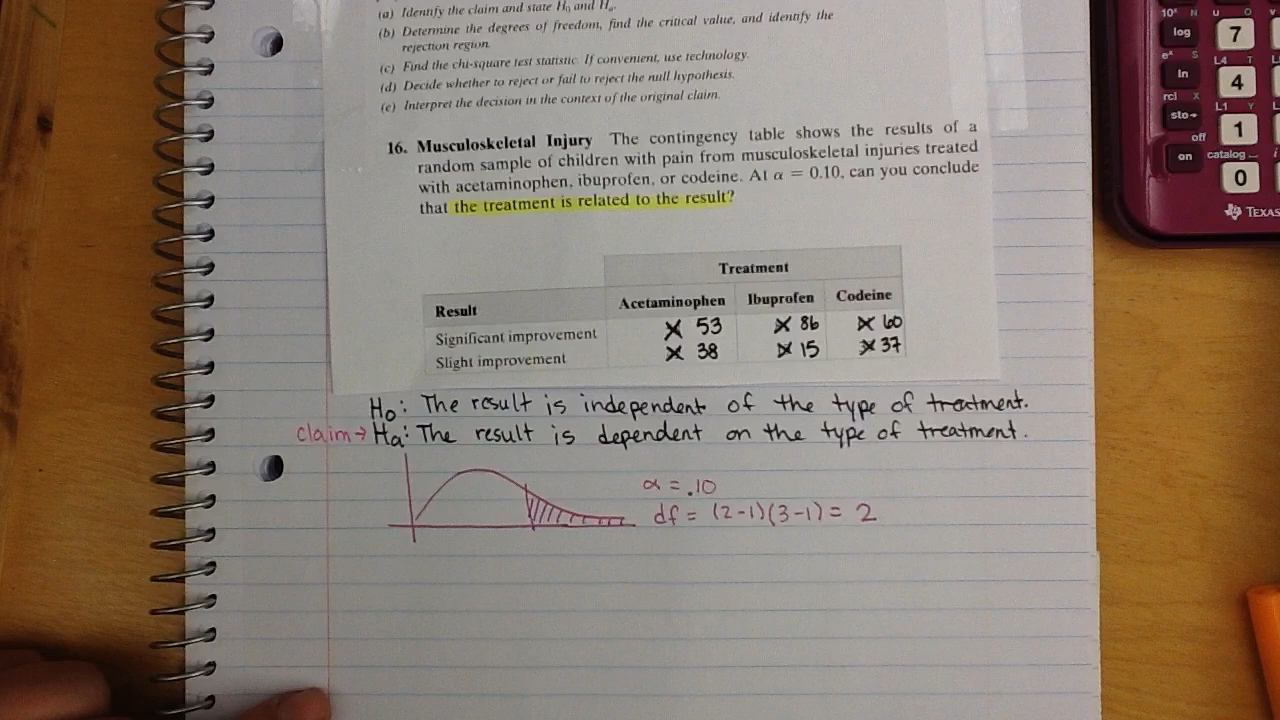 (a) Identify the claim and state H₀ and Hₐ.
(b) Determine the degrees of freedom, find the critical value, and identify the
rejection region.
(c) Find the chi-square test statistic. If convenient, use technology.
(d) Decide whether to reject or fail to reject the null hypothesis.
(e) Interpret the decision in the context of the original claim.
16. Musculoskeletal Injury The contingency table shows the results of a
random sample of children with pain from musculoskeletal injuries treated
with acetaminophen, ibuprofen, or codeine. At α = 0.10, can you conclude
that the treatment is related to the result?
Treatment
Result Acetaminophen Ibuprofen Codeine
Significant improvement 53 86 60
Slight improvement 38 15 37
H₀: The result is independent of the type of treatment.
claim→ Hₐ: The result is dependent on the type of treatment.
α = .10
df = (2-1)(3-1) = 2
10ˣ N U O
log 7
eˣ S L4 T
ln 4
rcl X L1 Y
sto→ 1
off
on catalog 0
TEXAS